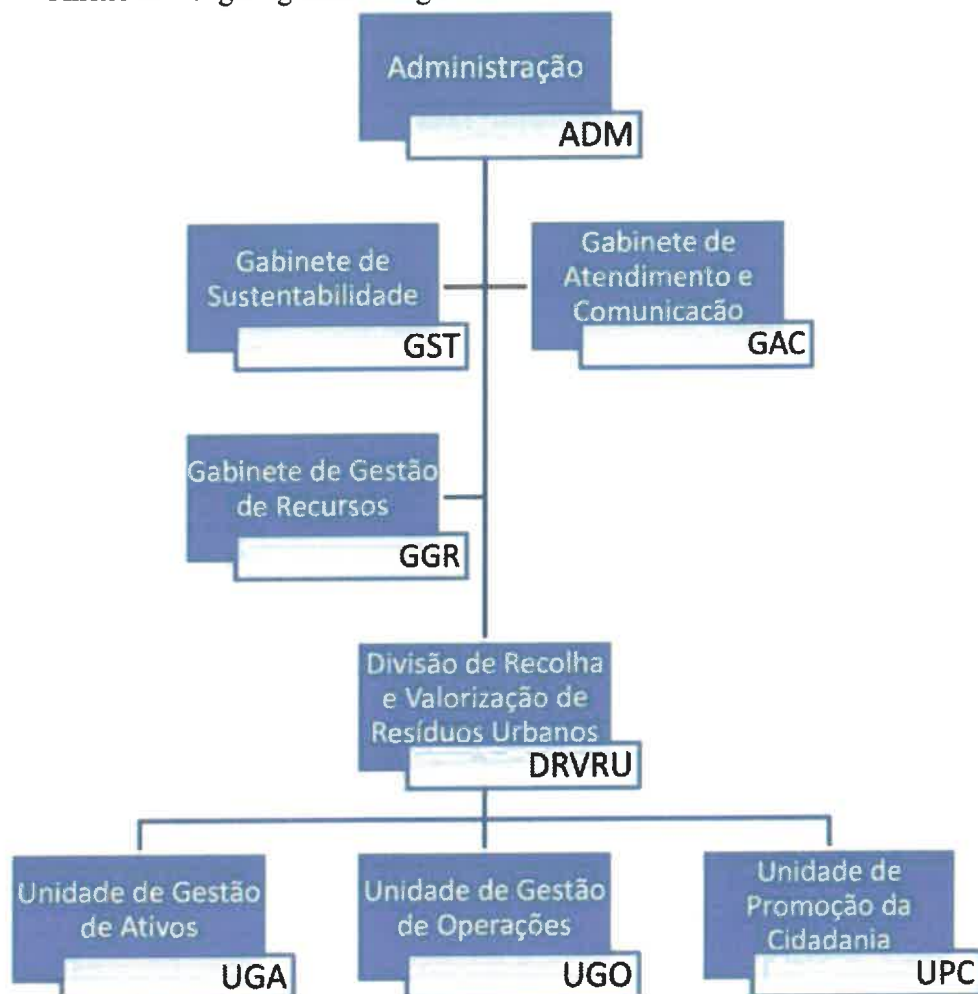 Administração
ADM
Gabinete de
Sustentabilidade
GST
Gabinete de
Atendimento e
Comunicação
GAC
Gabinete de Gestão
de Recursos
GGR
Divisão de Recolha
e Valorização de
Resíduos Urbanos
DRVRU
Unidade de Gestão
de Ativos
UGA
Unidade de Gestão
de Operações
UGO
Unidade de
Promoção da
Cidadania
UPC